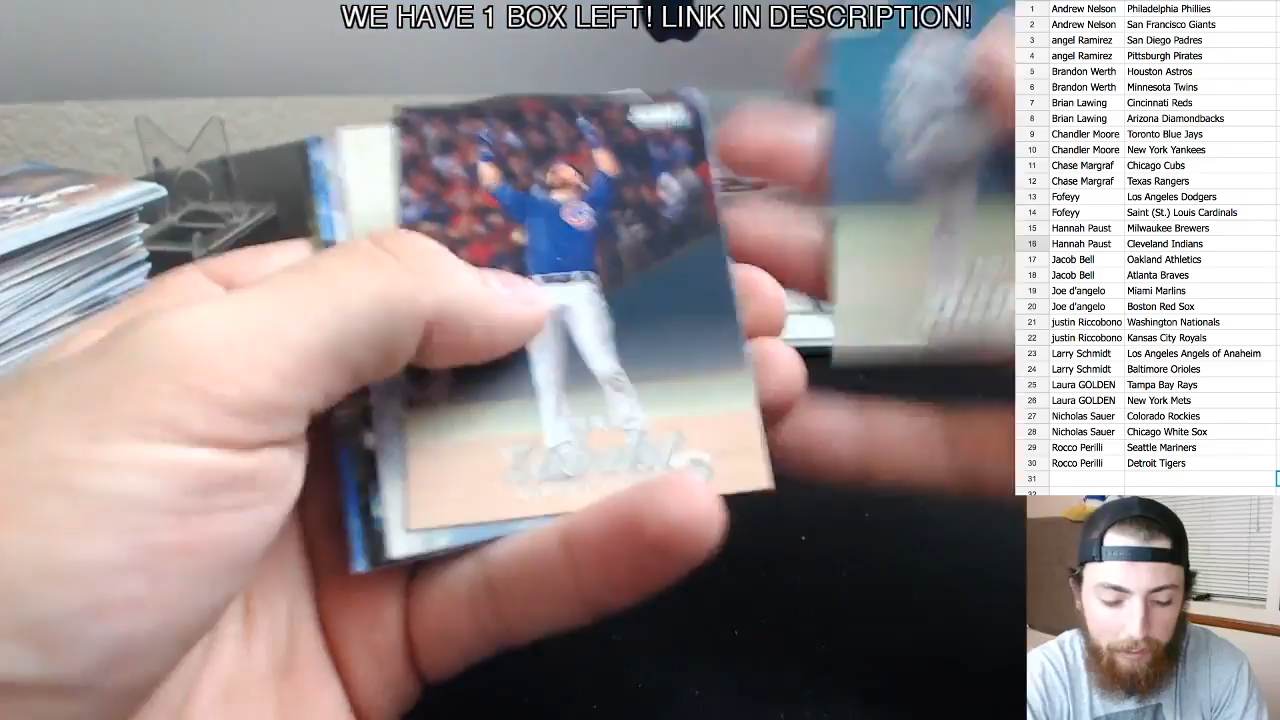 WE HAVE 1 BOX LEFT! LINK IN DESCRIPTION!
1 Andrew Nelson Philadelphia Phillies
2 Andrew Nelson San Francisco Giants
3 angel Ramirez San Diego Padres
4 angel Ramirez Pittsburgh Pirates
5 Brandon Werth Houston Astros
6 Brandon Werth Minnesota Twins
7 Brian Lawing Cincinnati Reds
8 Brian Lawing Arizona Diamondbacks
9 Chandler Moore Toronto Blue Jays
10 Chandler Moore New York Yankees
11 Chase Margraf Chicago Cubs
12 Chase Margraf Texas Rangers
13 Fofeyy Los Angeles Dodgers
14 Fofeyy Saint (St.) Louis Cardinals
15 Hannah Paust Milwaukee Brewers
16 Hannah Paust Cleveland Indians
17 Jacob Bell Oakland Athletics
18 Jacob Bell Atlanta Braves
19 Joe d'angelo Miami Marlins
20 Joe d'angelo Boston Red Sox
21 justin Riccobono Washington Nationals
22 justin Riccobono Kansas City Royals
23 Larry Schmidt Los Angeles Angels of Anaheim
24 Larry Schmidt Baltimore Orioles
25 Laura GOLDEN Tampa Bay Rays
26 Laura GOLDEN New York Mets
27 Nicholas Sauer Colorado Rockies
28 Nicholas Sauer Chicago White Sox
29 Rocco Perilli Seattle Mariners
30 Rocco Perilli Detroit Tigers
31